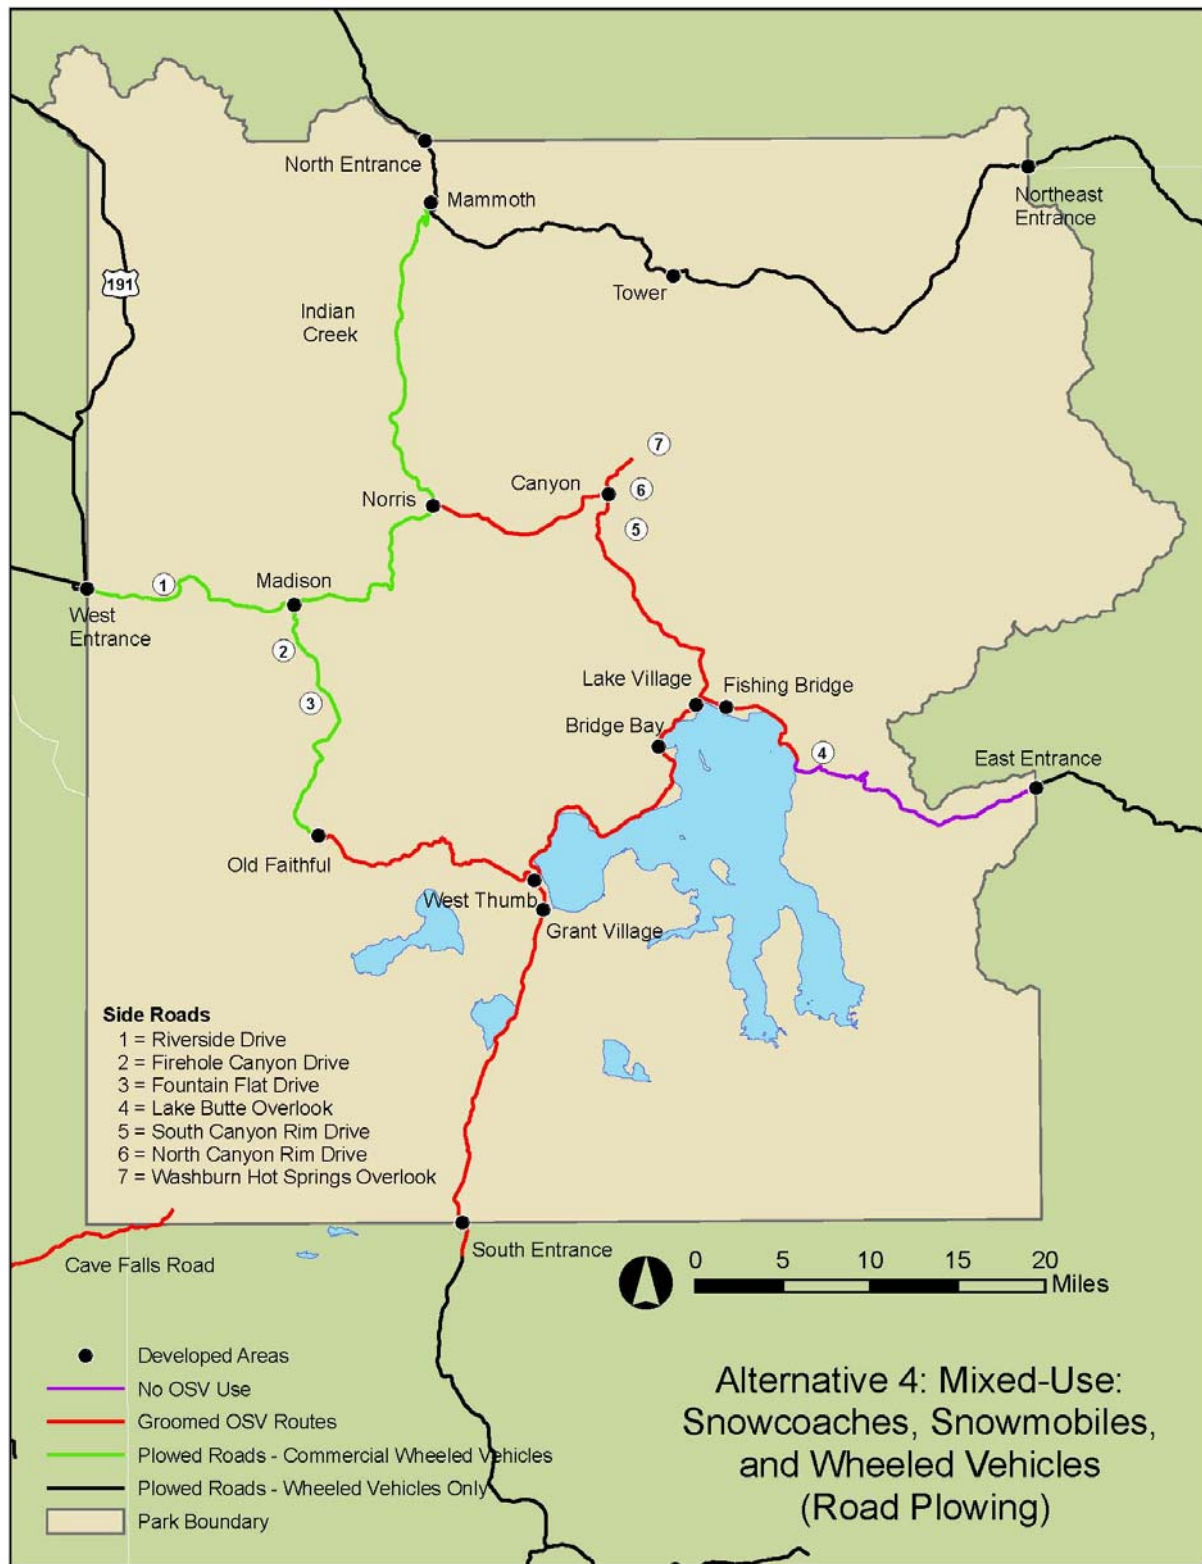 North Entrance
Mammoth
Northeast
Entrance
191
Tower
Indian
Creek
7
Canyon
6
Norris
5
1
Madison
West
Entrance
2
Lake Village
Fishing Bridge
3
Bridge Bay
4
East Entrance
Old Faithful
West Thumb
Grant Village
Side Roads
1 = Riverside Drive
2 = Firehole Canyon Drive
3 = Fountain Flat Drive
4 = Lake Butte Overlook
5 = South Canyon Rim Drive
6 = North Canyon Rim Drive
7 = Washburn Hot Springs Overlook
South Entrance
Cave Falls Road
0 5 10 15 20
Miles
Developed Areas
No OSV Use
Groomed OSV Routes
Plowed Roads - Commercial Wheeled Vehicles
Plowed Roads - Wheeled Vehicles Only
Park Boundary
Alternative 4: Mixed-Use:
Snowcoaches, Snowmobiles,
and Wheeled Vehicles
(Road Plowing)